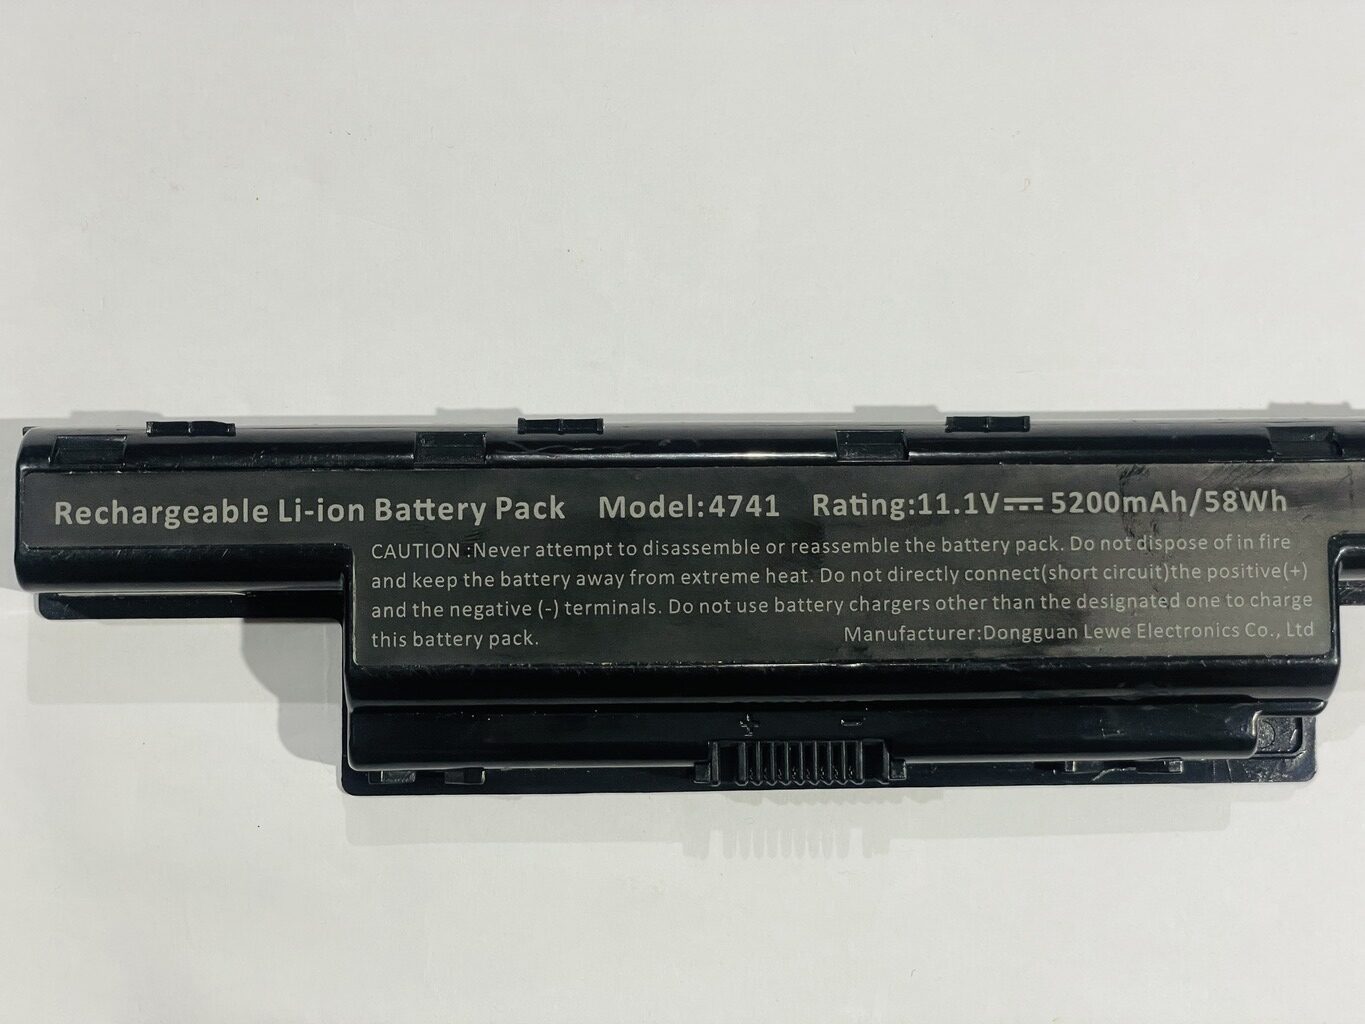 Rechargeable Li-ion Battery Pack Model:4741 Rating:11.1V⎓5200mAh/58Wh
CAUTION :Never attempt to disassemble or reassemble the battery pack. Do not dispose of in fire
and keep the battery away from extreme heat. Do not directly connect(short circuit)the positive(+)
and the negative (-) terminals. Do not use battery chargers other than the designated one to charge
this battery pack. Manufacturer:Dongguan Lewe Electronics Co., Ltd
+ -